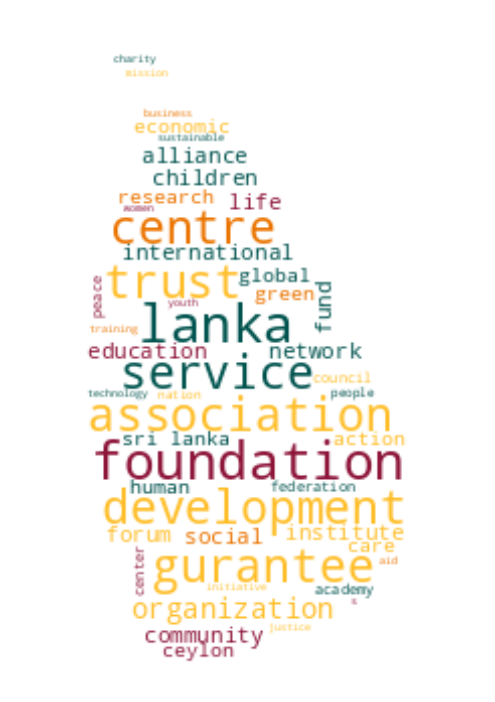 charity
mission
business
economic
sustainable
alliance
children
research life
women
centre
international
trust global
peace green fund
youth
lanka
training
education network
service council
technology nation people
association
sri lanka action
foundation
human federation
development
forum social institute
care
center gurantee aid
initiative academy
s
organization
justice
community
ceylon